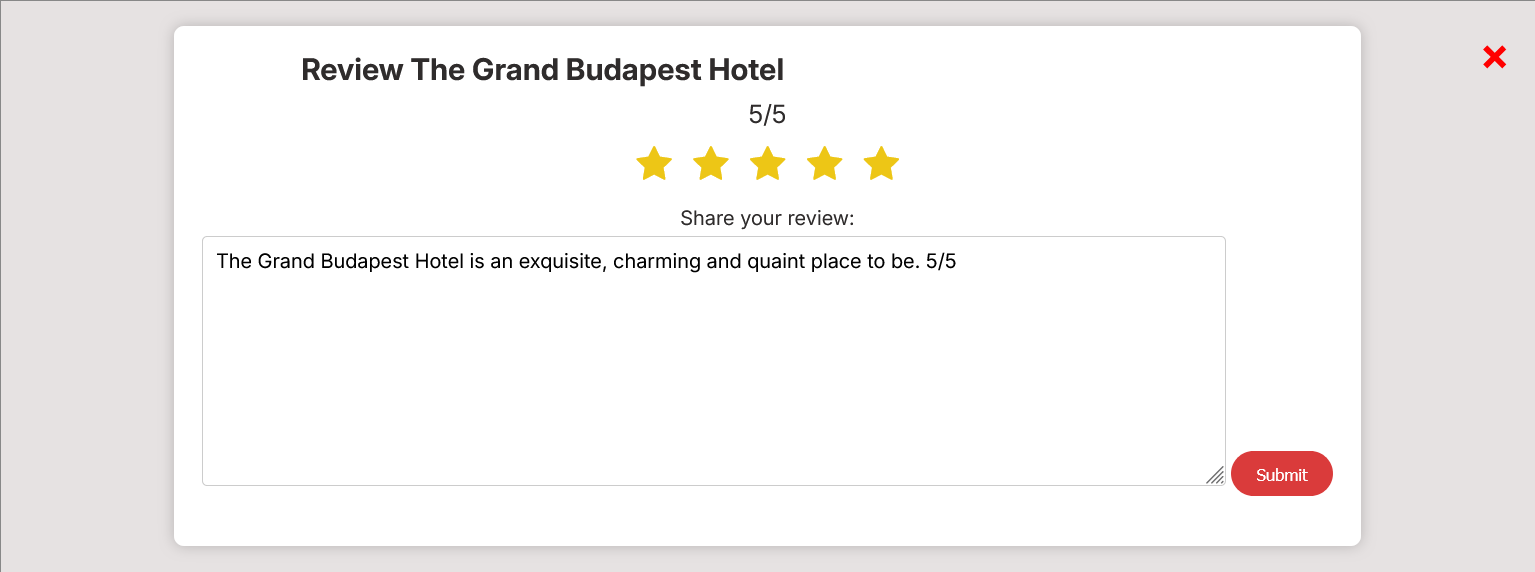 Review The Grand Budapest Hotel
5/5
Share your review:
The Grand Budapest Hotel is an exquisite, charming and quaint place to be. 5/5
Submit